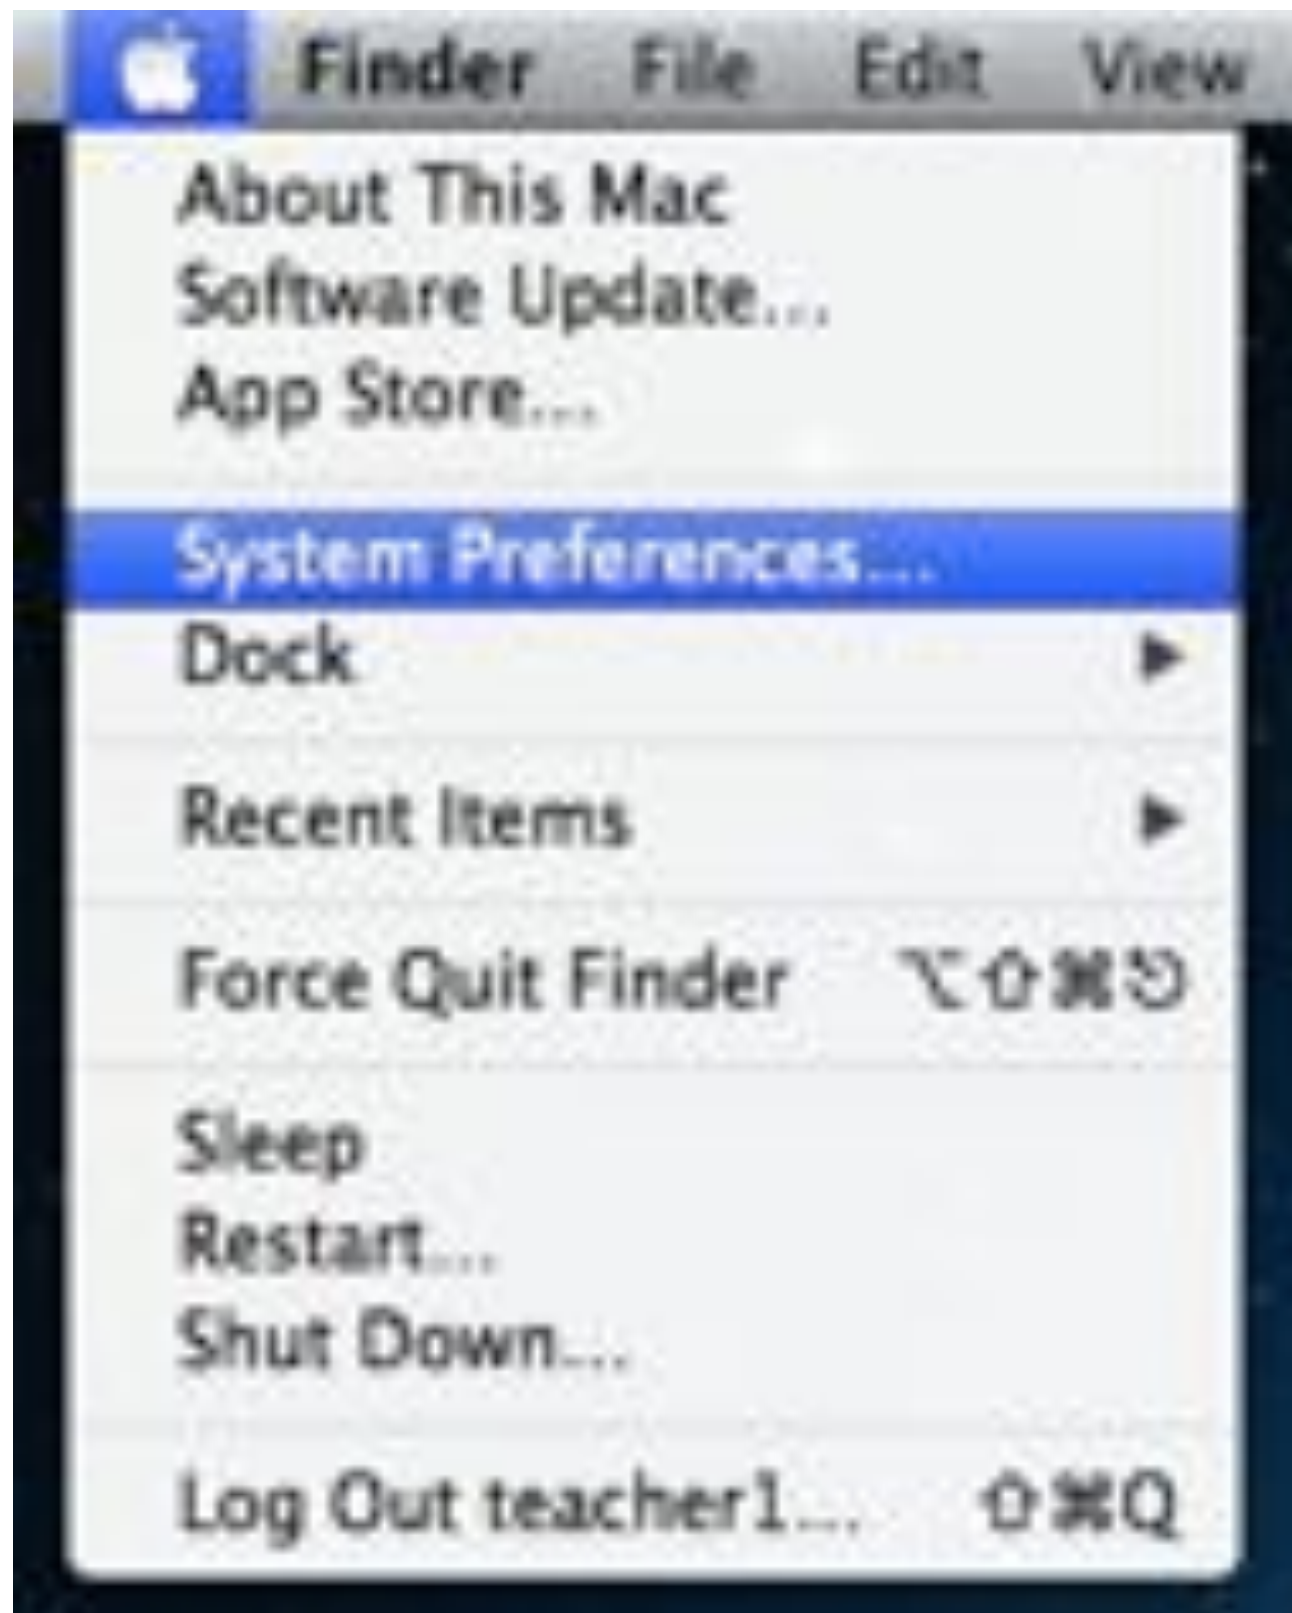 Finder File Edit View
About This Mac
Software Update...
App Store...
System Preferences...
Dock ▶
Recent Items ▶
Force Quit Finder ⌥⇧⌘⎋
Sleep
Restart...
Shut Down...
Log Out teacher1... ⇧⌘Q